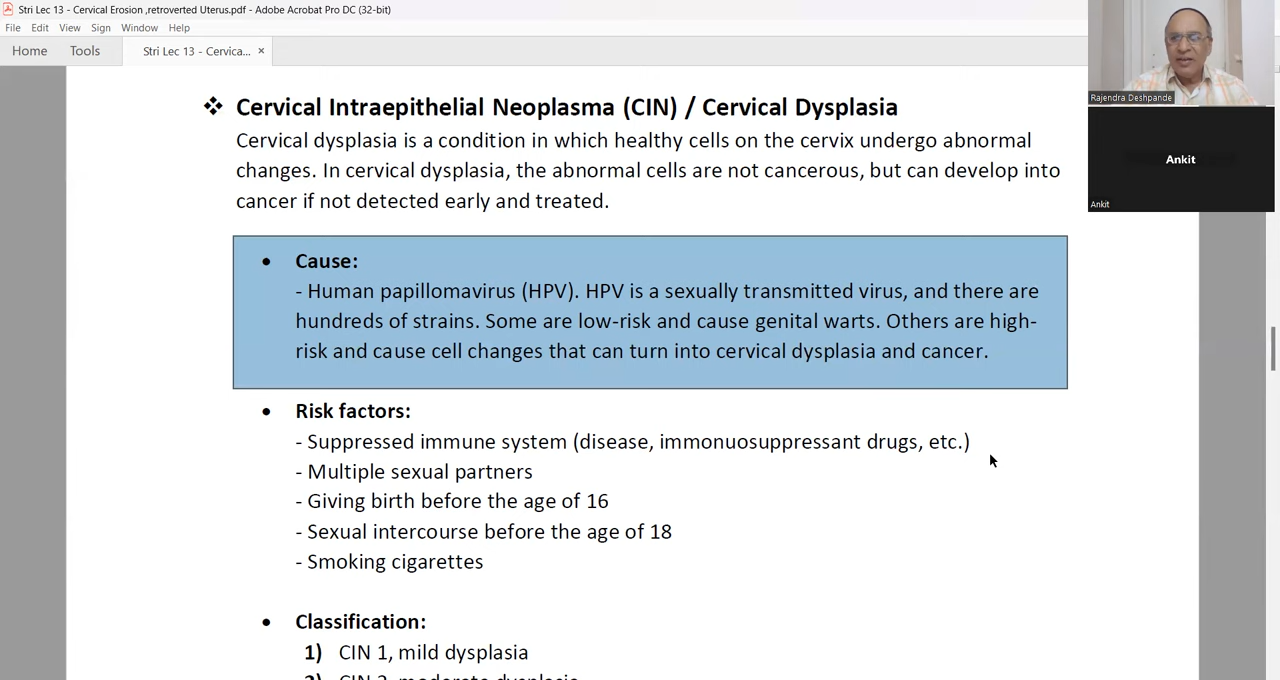 Stri Lec 13 - Cervical Erosion ,retroverted Uterus.pdf - Adobe Acrobat Pro DC (32-bit)
File Edit View Sign Window Help
Home Tools Stri Lec 13 - Cervica... ×
Rajendra Deshpande
Ankit
Ankit
❖ Cervical Intraepithelial Neoplasma (CIN) / Cervical Dysplasia
Cervical dysplasia is a condition in which healthy cells on the cervix undergo abnormal
changes. In cervical dysplasia, the abnormal cells are not cancerous, but can develop into
cancer if not detected early and treated.
• Cause:
- Human papillomavirus (HPV). HPV is a sexually transmitted virus, and there are
hundreds of strains. Some are low-risk and cause genital warts. Others are high-
risk and cause cell changes that can turn into cervical dysplasia and cancer.
• Risk factors:
- Suppressed immune system (disease, immonuosuppressant drugs, etc.)
- Multiple sexual partners
- Giving birth before the age of 16
- Sexual intercourse before the age of 18
- Smoking cigarettes
• Classification:
1) CIN 1, mild dysplasia
2) CIN 2, moderate dysplasia